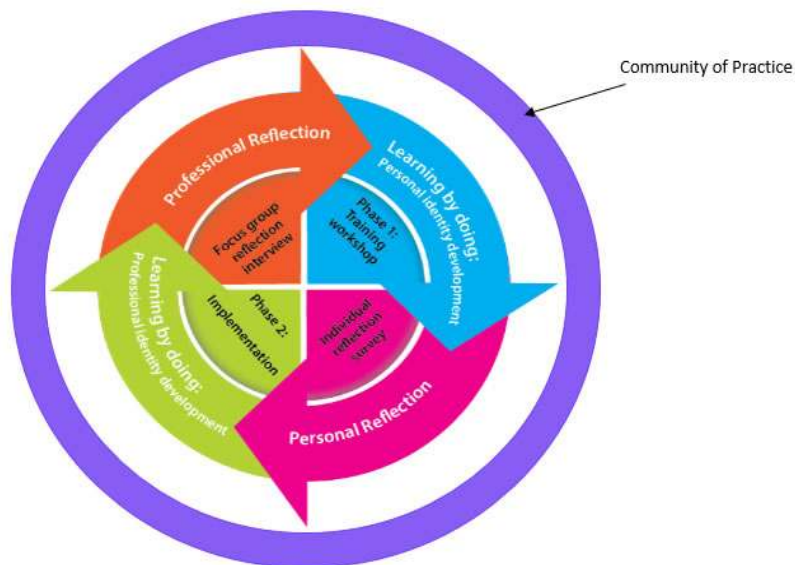 Community of Practice
Professional Reflection
Learning by doing:
Personal identity development
Focus group
reflection
interview
Phase 1:
Training
workshop
Learning by doing:
Professional identity development
Phase 2:
Implementation
Individual
reflection
survey
Personal Reflection